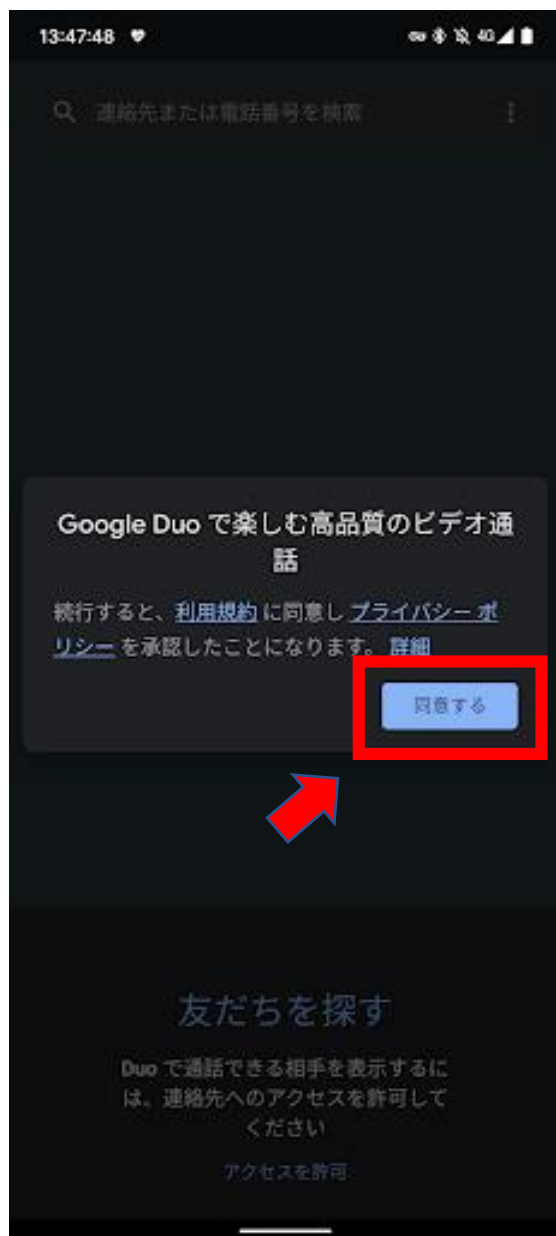 13:47:48
4G
連絡先または電話番号を検索
Google Duo で楽しむ高品質のビデオ通
話
続行すると、利用規約 に同意し プライバシー ポ
リシー を承認したことになります。 詳細
同意する
友だちを探す
Duo で通話できる相手を表示するに
は、連絡先へのアクセスを許可して
ください
アクセスを許可